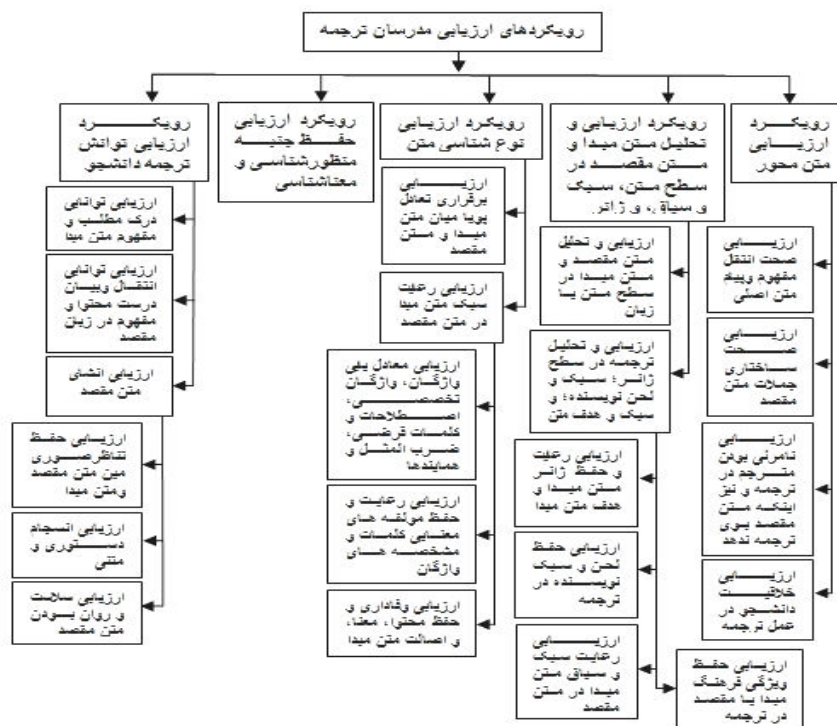 رویکردهای ارزیابی مدرسان ترجمه
رویکرد
ارزیابی
متن محور
ارزیابی
صحت انتقال
مفهوم وپیام
متن اصلی
ارزیابی
صحت
ساختاری
جملات متن
مقصد
ارزیابی
نامرئی بودن
مترجم در
ترجمه و نیز
اینکه متن
مقصد بوی
ترجمه ندهد
ارزیابی
خلاقیت
دانشجو در
عمل ترجمه
رویکرد ارزیابی و
تحلیل متن مبدا و
متن مقصد در
سطح متن، سبک
و سیاق، و ژانر
ارزیابی و تحلیل
متن مقصد و
متن مبدا در
سطح متن یا
زبان
ارزیابی و تحلیل
ترجمه در سطح
ژانر؛ سبک و
لحن نویسنده؛ و
سبک و هدف متن
ارزیابی رعایت
و حفظ ژانر
متن مبدا و
هدف متن مبدا
ارزیابی حفظ
لحن و سبک
نویسنده در
ترجمه
ارزیابی
رعایت سبک
و سیاق متن
مبدا در متن
مقصد
ارزیابی حفظ
ویژگی فرهنگ
مبدا یا مقصد
در ترجمه
رویکرد ارزیابی
نوع شناسی متن
ارزیابی
برقراری تعادل
پویا میان متن
مبدا و متن
مقصد
ارزیابی رعایت
سبک متن مبدا
در متن مقصد
ارزیابی معادل یابی
واژگان، واژگان
تخصصی،
اصطلاحات و
کلمات قرضی،
ضرب المثل و
همایندها
ارزیابی رعایت و
حفظ مولفه های
معنایی کلمات و
مشخصه های
واژگان
ارزیابی وفاداری و
حفظ محتوا، معنا،
و اصالت متن مبدا
رویکرد ارزیابی
حفظ جنبه
منظورشناسی و
معناشناسی
رویکرد
ارزیابی توانش
ترجمه دانشجو
ارزیابی توانایی
درک مطلب و
مفهوم متن مبدا
ارزیابی توانایی
انتقال وبیان
درست محتوا و
مفهوم در زبان
مقصد
ارزیابی انشای
متن مقصد
ارزیابی حفظ
تناظرصوری
مین متن مقصد
ومتن مبدا
ارزیابی انسجام
دستوری و
متنی
ارزیابی سلاست
و روان بودن
متن مقصد